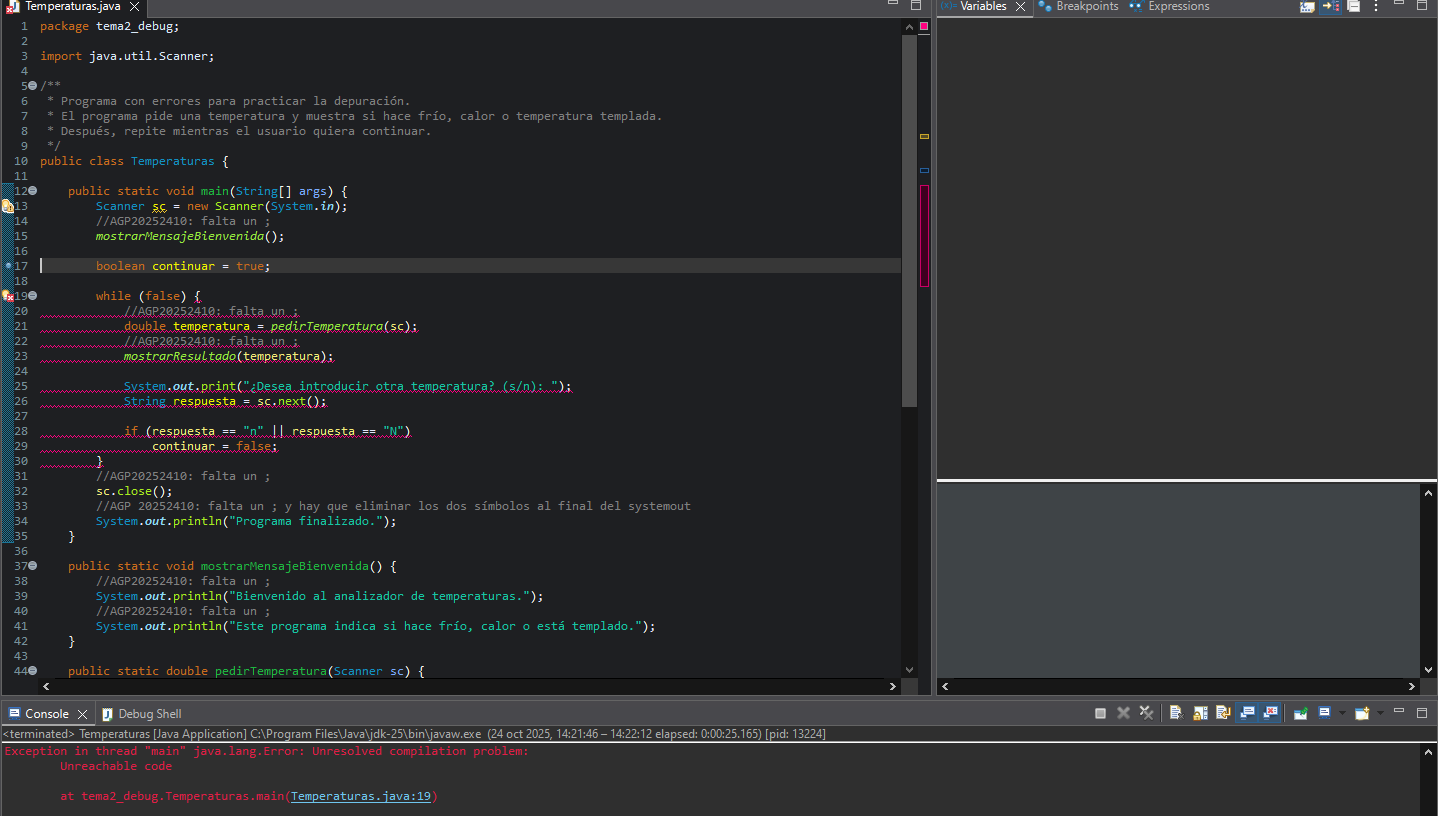 Temperaturas.java
1 package tema2_debug;
2
3 import java.util.Scanner;
4
5 /**
6 * Programa con errores para practicar la depuración.
7 * El programa pide una temperatura y muestra si hace frío, calor o temperatura templada.
8 * Después, repite mientras el usuario quiera continuar.
9 */
10 public class Temperaturas {
11
12 public static void main(String[] args) {
13 Scanner sc = new Scanner(System.in);
14 //AGP20252410: falta un ;
15 mostrarMensajeBienvenida();
16
17 boolean continuar = true;
18
19 while (false) {
20 //AGP20252410: falta un ;
21 double temperatura = pedirTemperatura(sc);
22 //AGP20252410: falta un ;
23 mostrarResultado(temperatura);
24
25 System.out.print("¿Desea introducir otra temperatura? (s/n): ");
26 String respuesta = sc.next();
27
28 if (respuesta == "n" || respuesta == "N")
29 continuar = false;
30 }
31 //AGP20252410: falta un ;
32 sc.close();
33 //AGP 20252410: falta un ; y hay que eliminar los dos símbolos al final del systemout
34 System.out.println("Programa finalizado.");
35 }
36
37 public static void mostrarMensajeBienvenida() {
38 //AGP20252410: falta un ;
39 System.out.println("Bienvenido al analizador de temperaturas.");
40 //AGP20252410: falta un ;
41 System.out.println("Este programa indica si hace frío, calor o está templado.");
42 }
43
44 public static double pedirTemperatura(Scanner sc) {
Variables Breakpoints Expressions
Console Debug Shell
<terminated> Temperaturas [Java Application] C:\Program Files\Java\jdk-25\bin\javaw.exe (24 oct 2025, 14:21:46 – 14:22:12 elapsed: 0:00:25.165) [pid: 13224]
Exception in thread "main" java.lang.Error: Unresolved compilation problem:
Unreachable code
at tema2_debug.Temperaturas.main(Temperaturas.java:19)